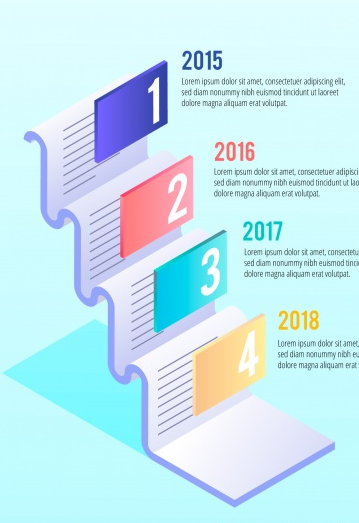 2015
Lorem ipsum dolor sit amet, consectetuer adipiscing elit,
sed diam nonummy nibh euismod tincidunt ut laoreet
dolore magna aliquam erat volutpat.
1
2016
Lorem ipsum dolor sit amet, consectetuer adipisci
sed diam nonummy nibh euismod tincidunt ut lao
dolore magna aliquam erat volutpat.
2
2017
Lorem ipsum dolor sit amet, consectetu
sed diam nonummy nibh euismod tincid
dolore magna aliquam erat volutpat.
3
2018
Lorem ipsum dolor sit amet,
sed diam nonummy nibh eu
dolore magna aliquam erat
4